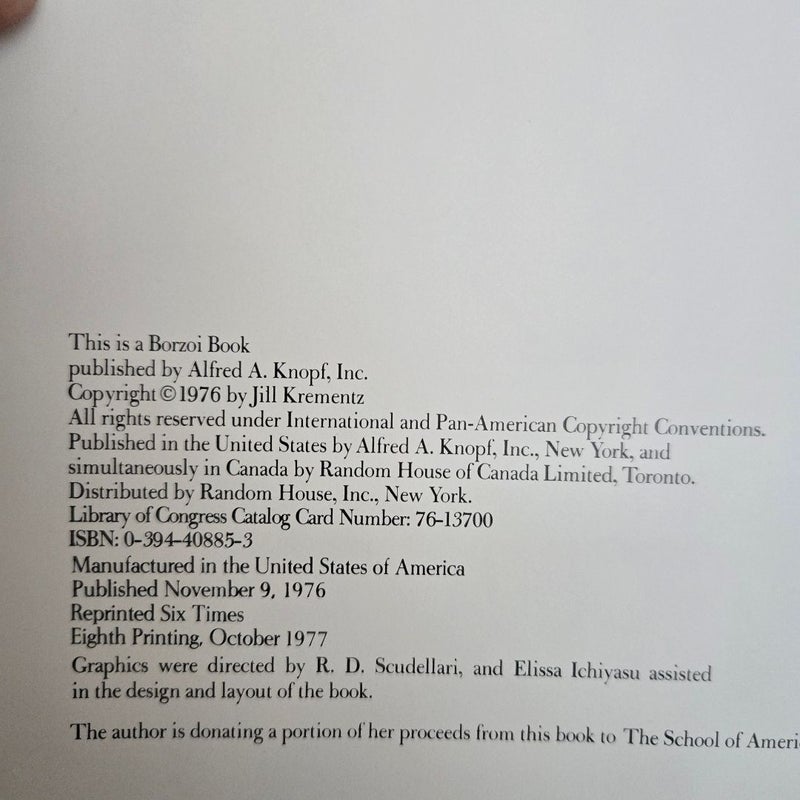 This is a Borzoi Book
published by Alfred A. Knopf, Inc.
Copyright © 1976 by Jill Krementz
All rights reserved under International and Pan-American Copyright Conventions.
Published in the United States by Alfred A. Knopf, Inc., New York, and
simultaneously in Canada by Random House of Canada Limited, Toronto.
Distributed by Random House, Inc., New York.
Library of Congress Catalog Card Number: 76-13700
ISBN: 0-394-40885-3
Manufactured in the United States of America
Published November 9, 1976
Reprinted Six Times
Eighth Printing, October 1977
Graphics were directed by R. D. Scudellari, and Elissa Ichiyasu assisted
in the design and layout of the book.
The author is donating a portion of her proceeds from this book to The School of Ameri